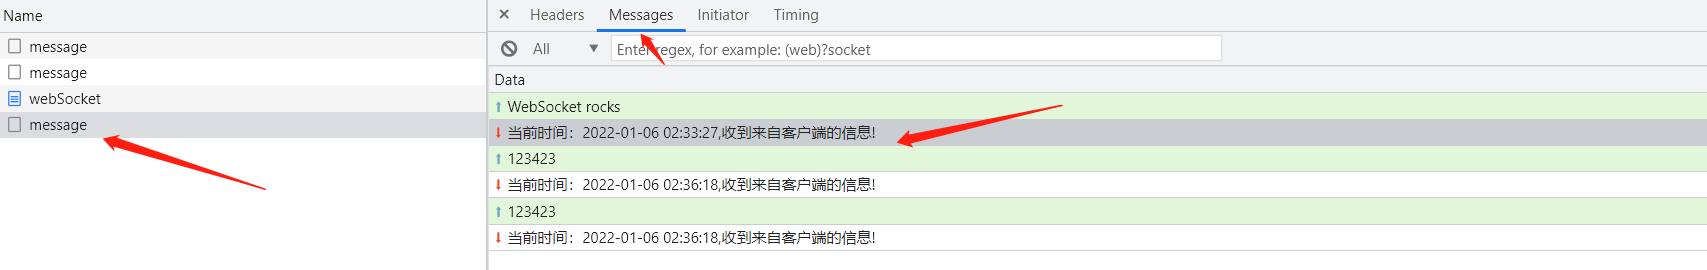 Name
message
message
webSocket
message
× Headers Messages Initiator Timing
All ▼ Enter regex, for example: (web)?socket
Data
WebSocket rocks
当前时间：2022-01-06 02:33:27,收到来自客户端的信息!
123423
当前时间：2022-01-06 02:36:18,收到来自客户端的信息!
123423
当前时间：2022-01-06 02:36:18,收到来自客户端的信息!